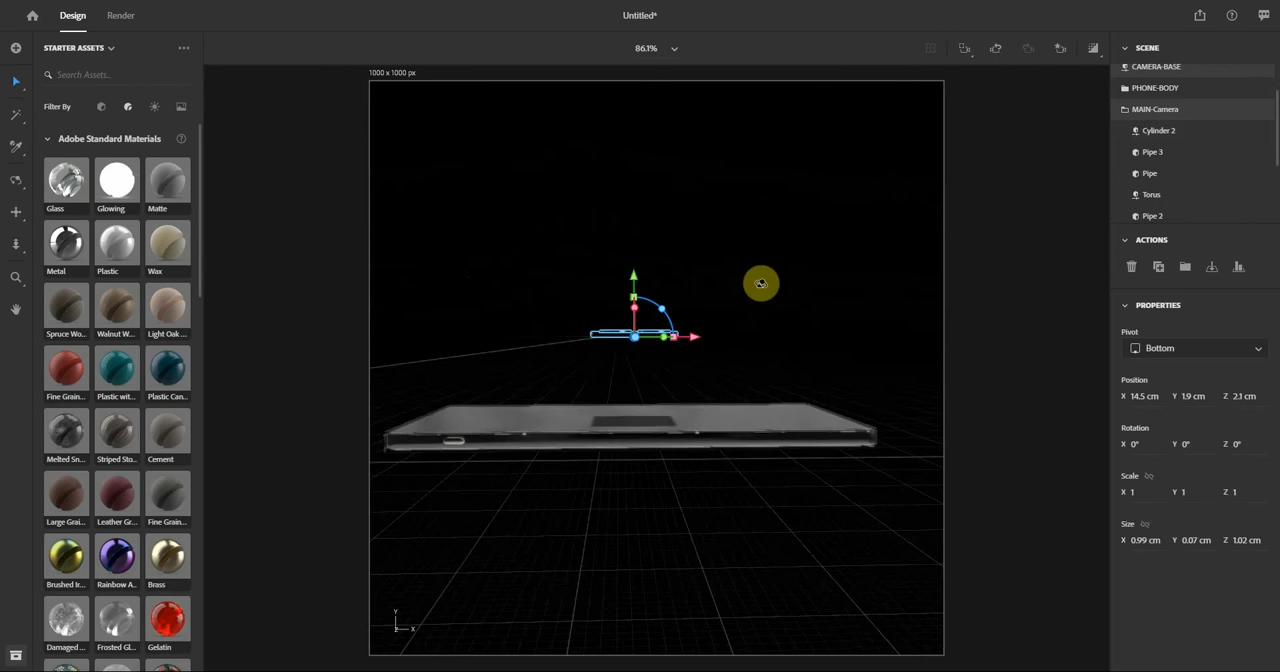 Design
Render
Untitled*
STARTER ASSETS
86.1%
SCENE
1000 x 1000 px
CAMERA-BASE
Search Assets...
PHONE-BODY
Filter By
MAIN-Camera
Cylinder 2
Adobe Standard Materials
Pipe 3
Pipe
Torus
Glass
Glowing
Matte
Pipe 2
ACTIONS
Metal
Plastic
Wax
PROPERTIES
Pivot
Spruce Wo...
Walnut W...
Light Oak ...
Bottom
Position
X 14.5 cm Y 1.9 cm Z 2.1 cm
Fine Grain...
Plastic wit...
Plastic Can...
Rotation
X 0° Y 0° Z 0°
Melted Sn...
Striped Sto...
Cement
Scale
X 1 Y 1 Z 1
Large Grai...
Leather Gr...
Fine Grain...
Size
X 0.99 cm Y 0.07 cm Z 1.02 cm
Brushed Ir...
Rainbow A...
Brass
Y
Z X
Damaged ...
Frosted Gl...
Gelatin